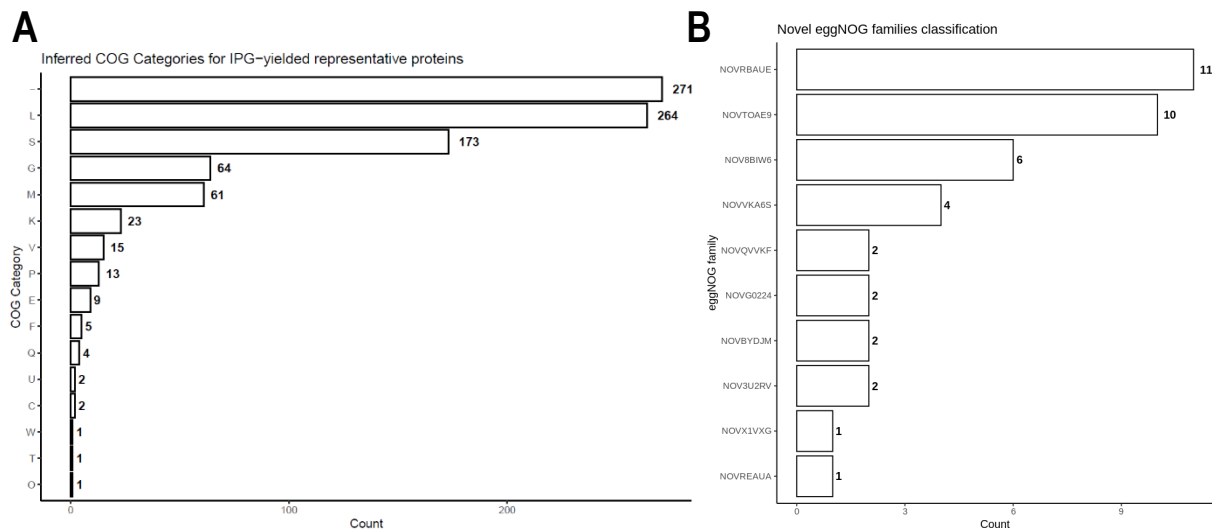 A
Inferred COG Categories for IPG−yielded representative proteins
COG Category
− 271
L 264
S 173
G 64
M 61
K 23
V 15
P 13
E 9
F 5
Q 4
U 2
C 2
W 1
T 1
O 1
0 100 200
Count
B
Novel eggNOG families classification
eggNOG family
NOVRBAUE 11
NOVTOAE9 10
NOV8BIW6 6
NOVVKA6S 4
NOVQVVKF 2
NOVG0224 2
NOVBYDJM 2
NOV3U2RV 2
NOVX1VXG 1
NOVREAUA 1
0 3 6 9
Count